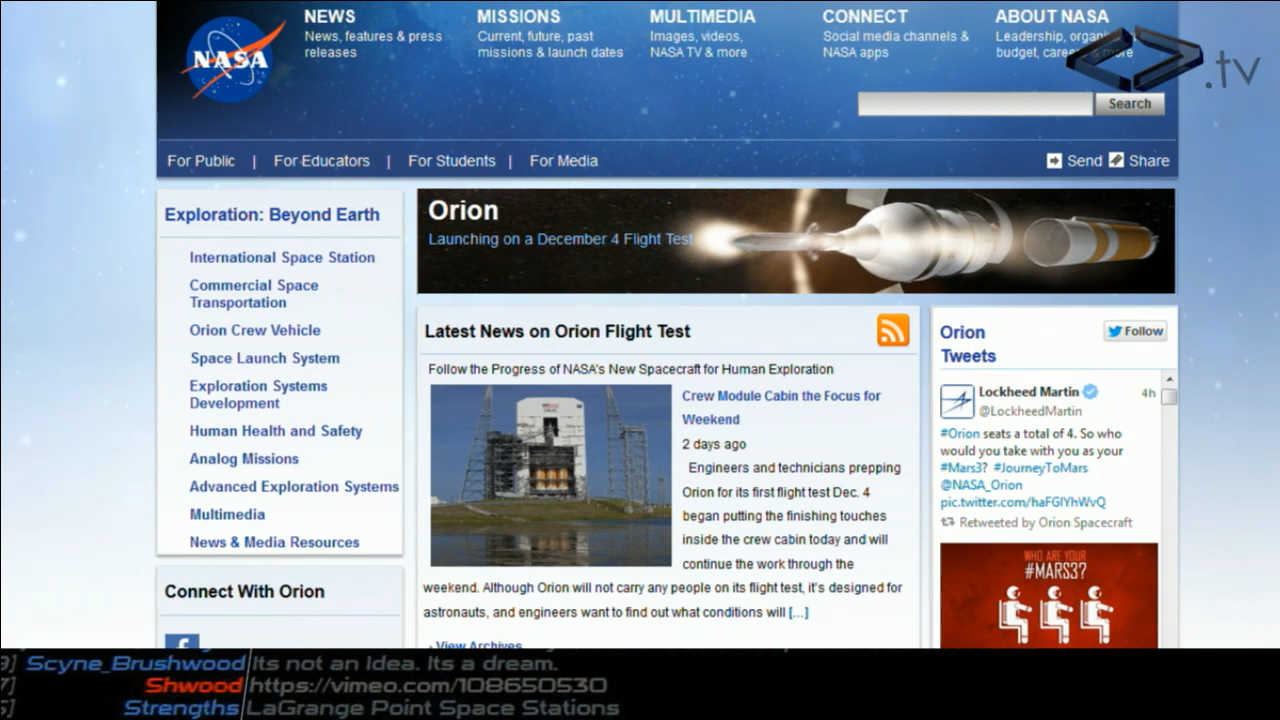 NASA
NEWS
News, features & press
releases
MISSIONS
Current, future, past
missions & launch dates
MULTIMEDIA
Images, videos,
NASA TV & more
CONNECT
Social media channels &
NASA apps
ABOUT NASA
Leadership,
budget, more
.tv
Search
For Public | For Educators | For Students | For Media
Send Share
Exploration: Beyond Earth
International Space Station
Commercial Space
Transportation
Orion Crew Vehicle
Space Launch System
Exploration Systems
Development
Human Health and Safety
Analog Missions
Advanced Exploration Systems
Multimedia
News & Media Resources
Connect With Orion
Orion
Launching on a December 4 Flight Test
Latest News on Orion Flight Test
Follow the Progress of NASA's New Spacecraft for Human Exploration
Crew Module Cabin the Focus for
Weekend
2 days ago
Engineers and technicians prepping
Orion for its first flight test Dec. 4
began putting the finishing touches
inside the crew cabin today and will
continue the work through the
weekend. Although Orion will not carry any people on its flight test, it's designed for
astronauts, and engineers want to find out what conditions will [...]
View Archives
Orion
Tweets
Follow
Lockheed Martin 4h
@LockheedMartin
#Orion seats a total of 4. So who
would you take with you as your
#Mars3? #JourneyToMars
@NASA_Orion
pic.twitter.com/haFGlYhWvQ
Retweeted by Orion Spacecraft
WHO ARE YOUR
#MARS3?
Scyne_Brushwood Its not an Idea. Its a dream.
Shwood https://vimeo.com/108650530
Strengths LaGrange Point Space Stations